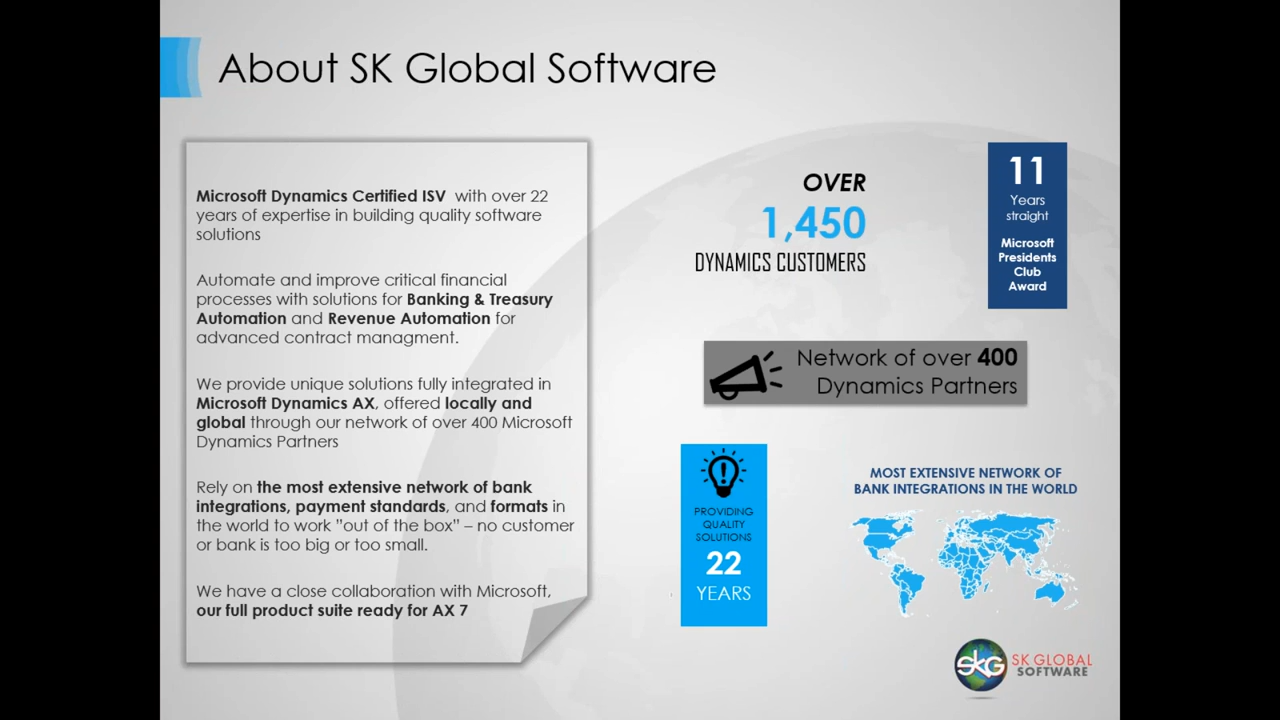 About SK Global Software
Microsoft Dynamics Certified ISV with over 22
years of expertise in building quality software
solutions
Automate and improve critical financial
processes with solutions for Banking & Treasury
Automation and Revenue Automation for
advanced contract managment.
We provide unique solutions fully integrated in
Microsoft Dynamics AX, offered locally and
global through our network of over 400 Microsoft
Dynamics Partners
Rely on the most extensive network of bank
integrations, payment standards, and formats in
the world to work ”out of the box” – no customer
or bank is too big or too small.
We have a close collaboration with Microsoft,
our full product suite ready for AX 7
OVER
1,450
DYNAMICS CUSTOMERS
11
Years
straight
Microsoft
Presidents
Club
Award
Network of over 400
Dynamics Partners
PROVIDING
QUALITY
SOLUTIONS
22
YEARS
MOST EXTENSIVE NETWORK OF
BANK INTEGRATIONS IN THE WORLD
skG
SK GLOBAL
SOFTWARE